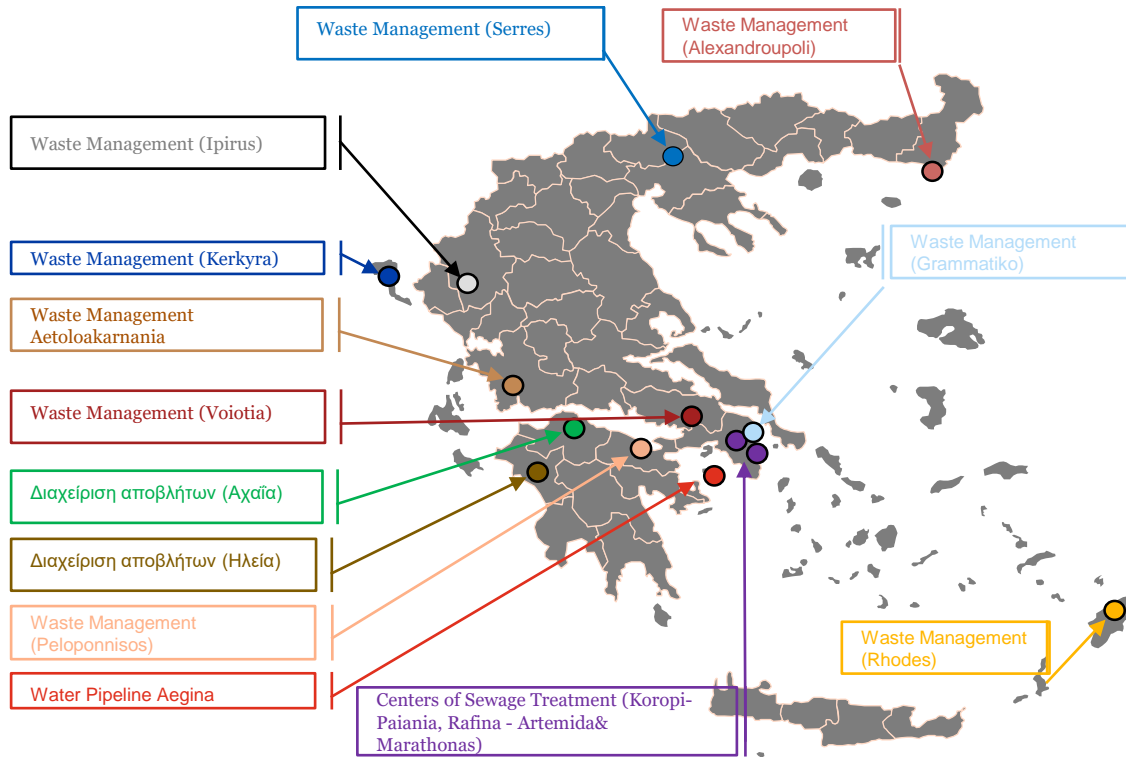 Waste Management (Serres)
Waste Management
(Alexandroupoli)
Waste Management (Ipirus)
Waste Management (Kerkyra)
Waste Management
(Grammatiko)
Waste Management
Aetoloakarnania
Waste Management (Voiotia)
Διαχείριση αποβλήτων (Αχαΐα)
Διαχείριση αποβλήτων (Ηλεία)
Waste Management
(Peloponnisos)
Waste Management
(Rhodes)
Water Pipeline Aegina
Centers of Sewage Treatment (Koropi-
Paiania, Rafina - Artemida&
Marathonas)